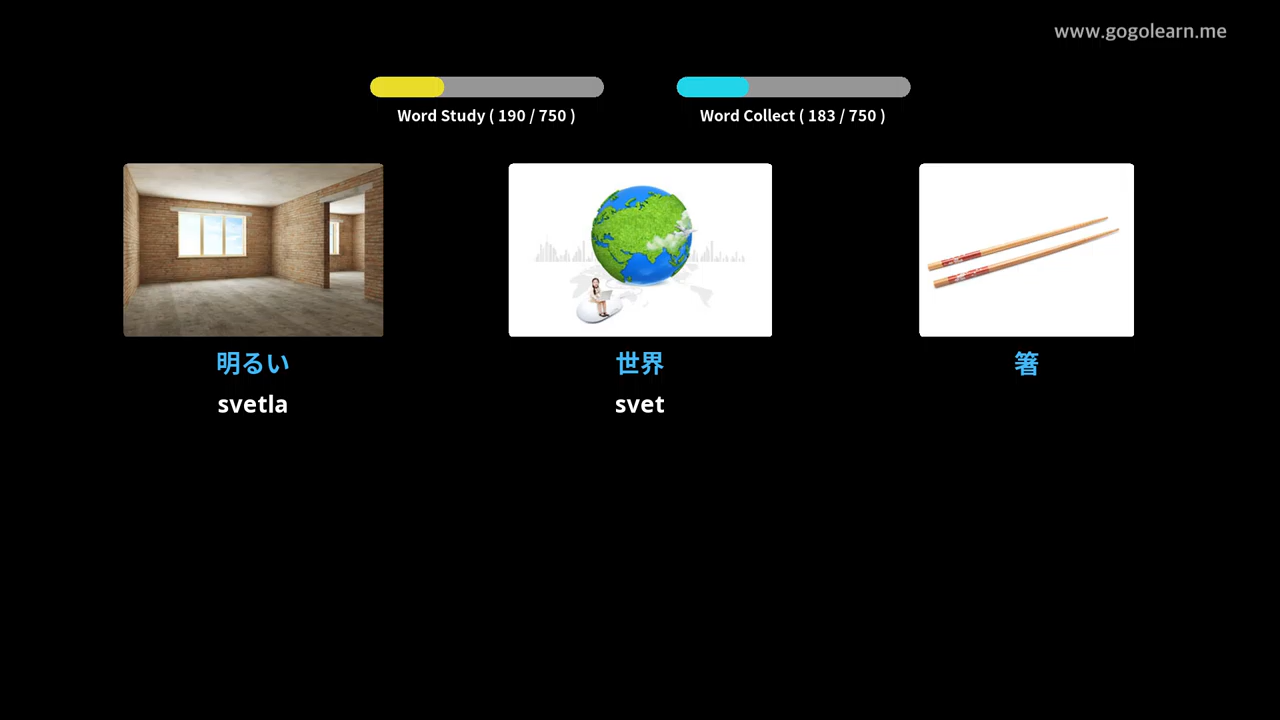 www.gogolearn.me
Word Study ( 190 / 750 )
Word Collect ( 183 / 750 )
明るい
世界
箸
svetla
svet